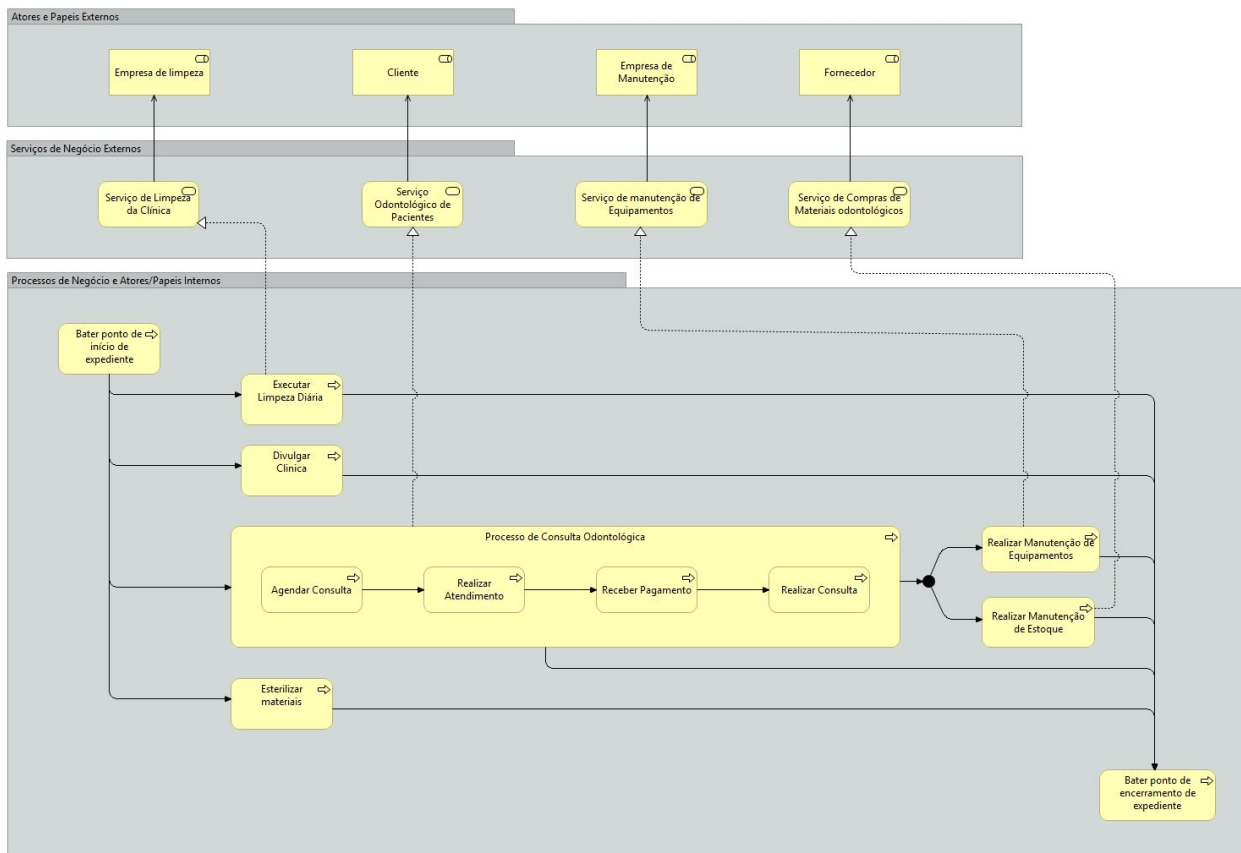 Atores e Papeis Externos
Empresa de limpeza
Cliente
Empresa de
Manutenção
Fornecedor
Serviços de Negócio Externos
Serviço de Limpeza
da Clínica
Serviço
Odontológico de
Pacientes
Serviço de manutenção de
Equipamentos
Serviço de Compras de
Materiais odontológicos
Processos de Negócio e Atores/Papeis Internos
Bater ponto de
início de
expediente
Executar
Limpeza Diária
Divulgar
Clinica
Processo de Consulta Odontológica
Agendar Consulta
Realizar
Atendimento
Receber Pagamento
Realizar Consulta
Realizar Manutenção de
Equipamentos
Realizar Manutenção
de Estoque
Esterilizar
materiais
Bater ponto de
encerramento de
expediente